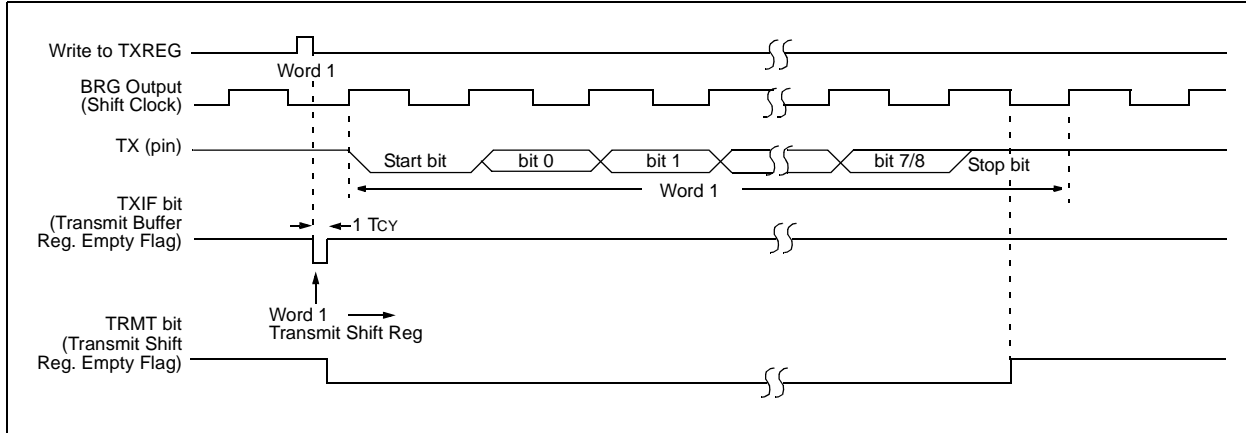 Write to TXREG
Word 1
BRG Output
(Shift Clock)
TX (pin)
Start bit
bit 0
bit 1
bit 7/8
Stop bit
Word 1
TXIF bit
(Transmit Buffer
Reg. Empty Flag)
1 TCY
Word 1
Transmit Shift Reg
TRMT bit
(Transmit Shift
Reg. Empty Flag)